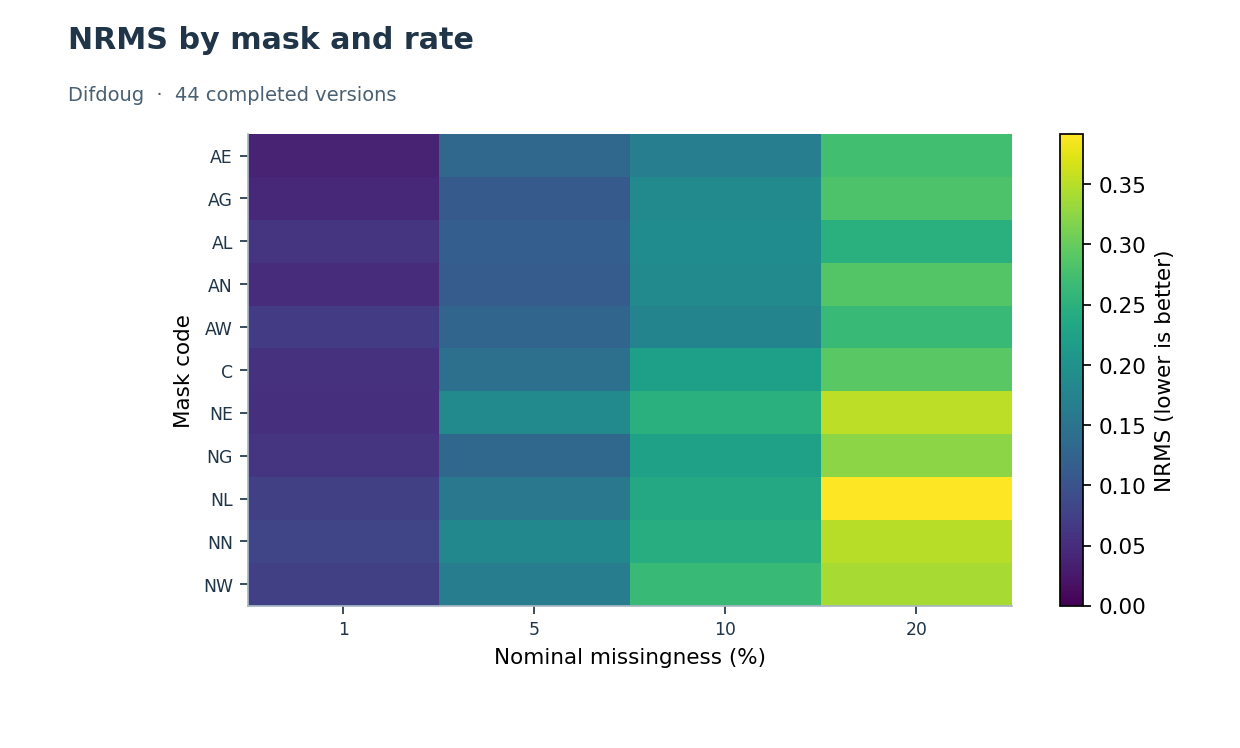 NRMS by mask and rate
Difdoug · 44 completed versions
Mask code
AE
AG
AL
AN
AW
C
NE
NG
NL
NN
NW
1 5 10 20
Nominal missingness (%)
0.35
0.30
0.25
0.20
0.15
0.10
0.05
0.00
NRMS (lower is better)